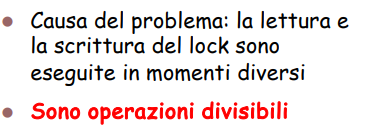 Causa del problema: la lettura e
la scrittura del lock sono
eseguite in momenti diversi
Sono operazioni divisibili